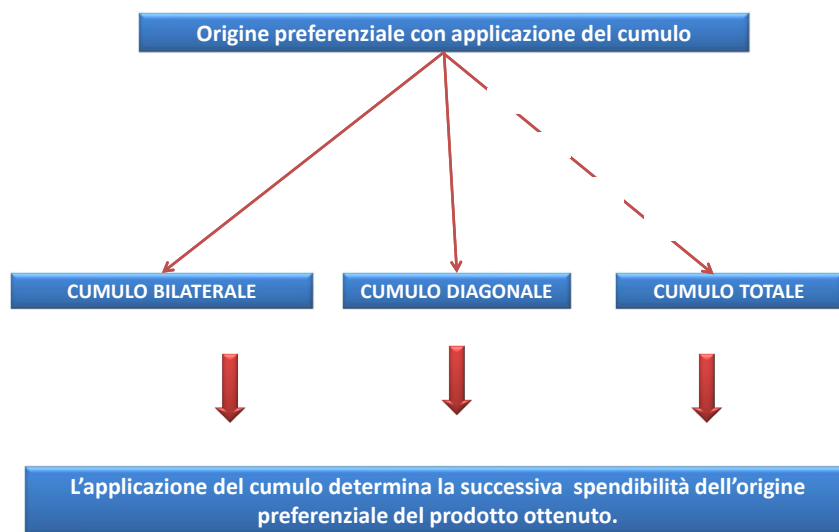 Origine preferenziale con applicazione del cumulo
CUMULO BILATERALE
CUMULO DIAGONALE
CUMULO TOTALE
L’applicazione del cumulo determina la successiva spendibilità dell’origine
preferenziale del prodotto ottenuto.